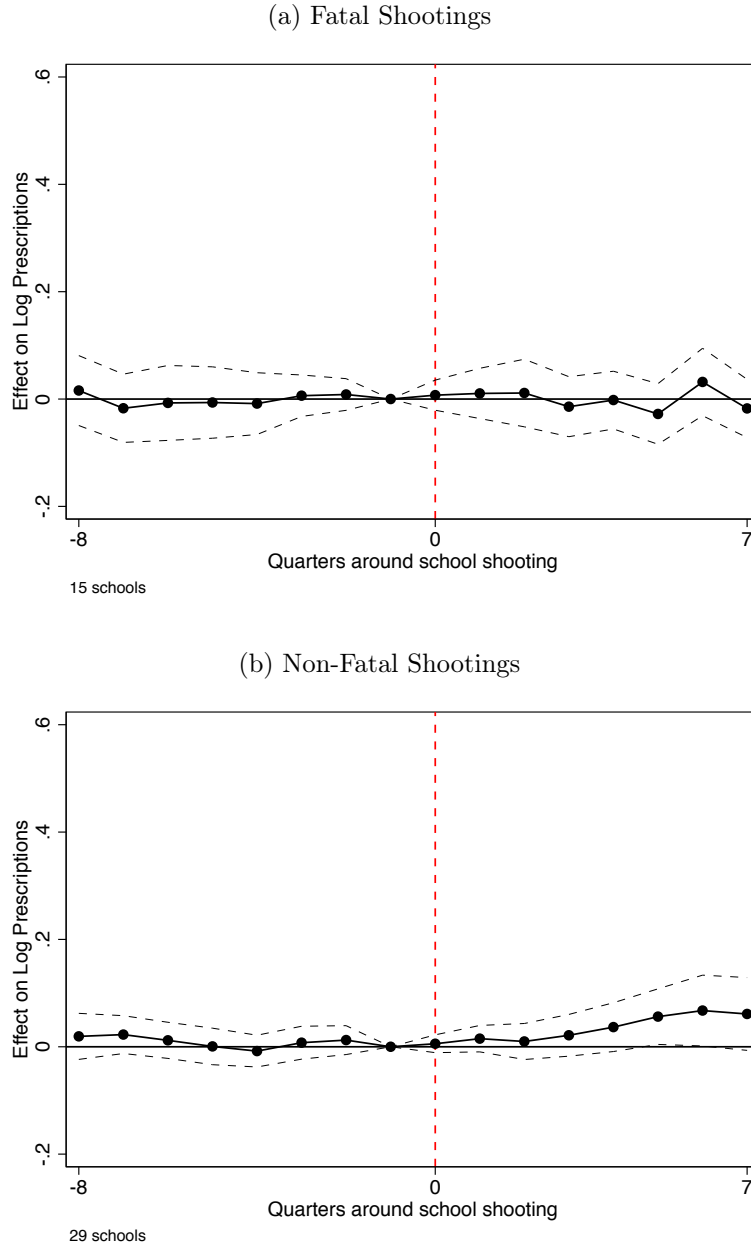 (a) Fatal Shootings
.6
.4
.2
0
-.2
Effect on Log Prescriptions
-8
0
7
Quarters around school shooting
15 schools
(b) Non-Fatal Shootings
.6
.4
.2
0
-.2
Effect on Log Prescriptions
-8
0
7
Quarters around school shooting
29 schools